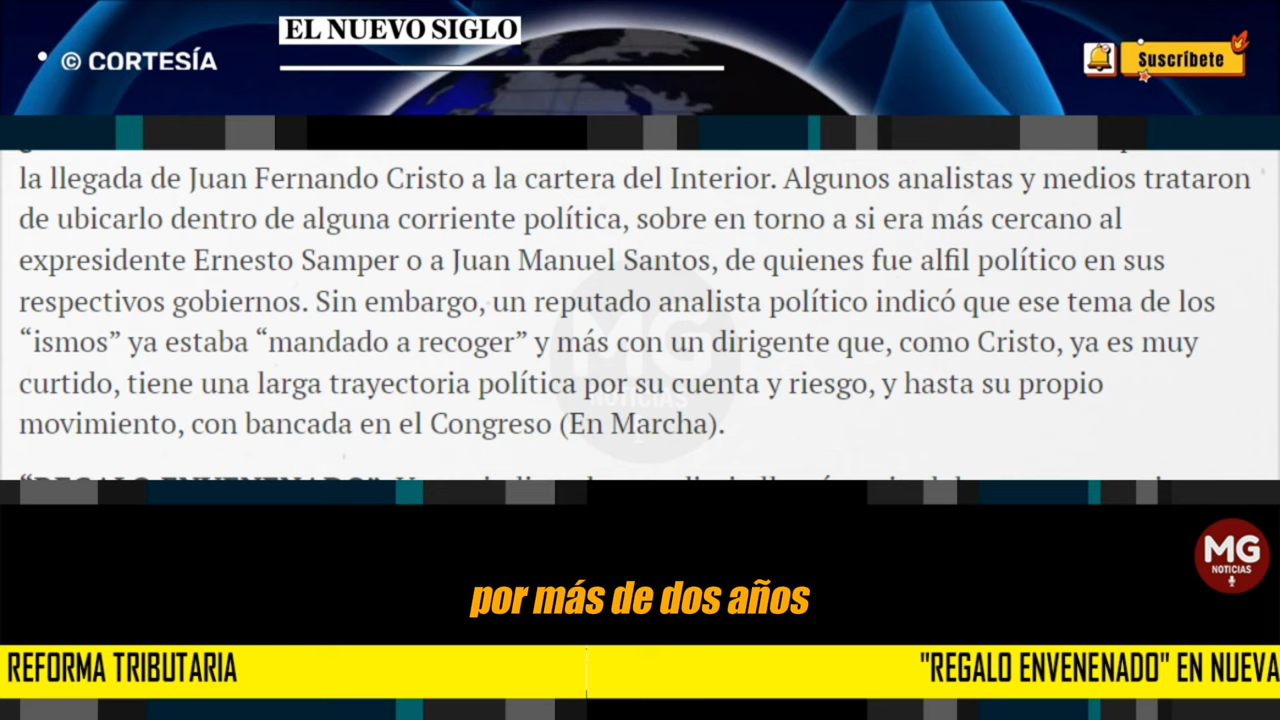 EL NUEVO SIGLO
© CORTESÍA
Suscríbete
la llegada de Juan Fernando Cristo a la cartera del Interior. Algunos analistas y medios trataron
de ubicarlo dentro de alguna corriente política, sobre en torno a si era más cercano al
expresidente Ernesto Samper o a Juan Manuel Santos, de quienes fue alfil político en sus
respectivos gobiernos. Sin embargo, un reputado analista político indicó que ese tema de los
“ismos” ya estaba “mandado a recoger” y más con un dirigente que, como Cristo, ya es muy
curtido, tiene una larga trayectoria política por su cuenta y riesgo, y hasta su propio
movimiento, con bancada en el Congreso (En Marcha).
MG
NOTICIAS
“REGALO ENVENENADO”
MG
NOTICIAS
por más de dos años
REFORMA TRIBUTARIA
"REGALO ENVENENADO" EN NUEVA